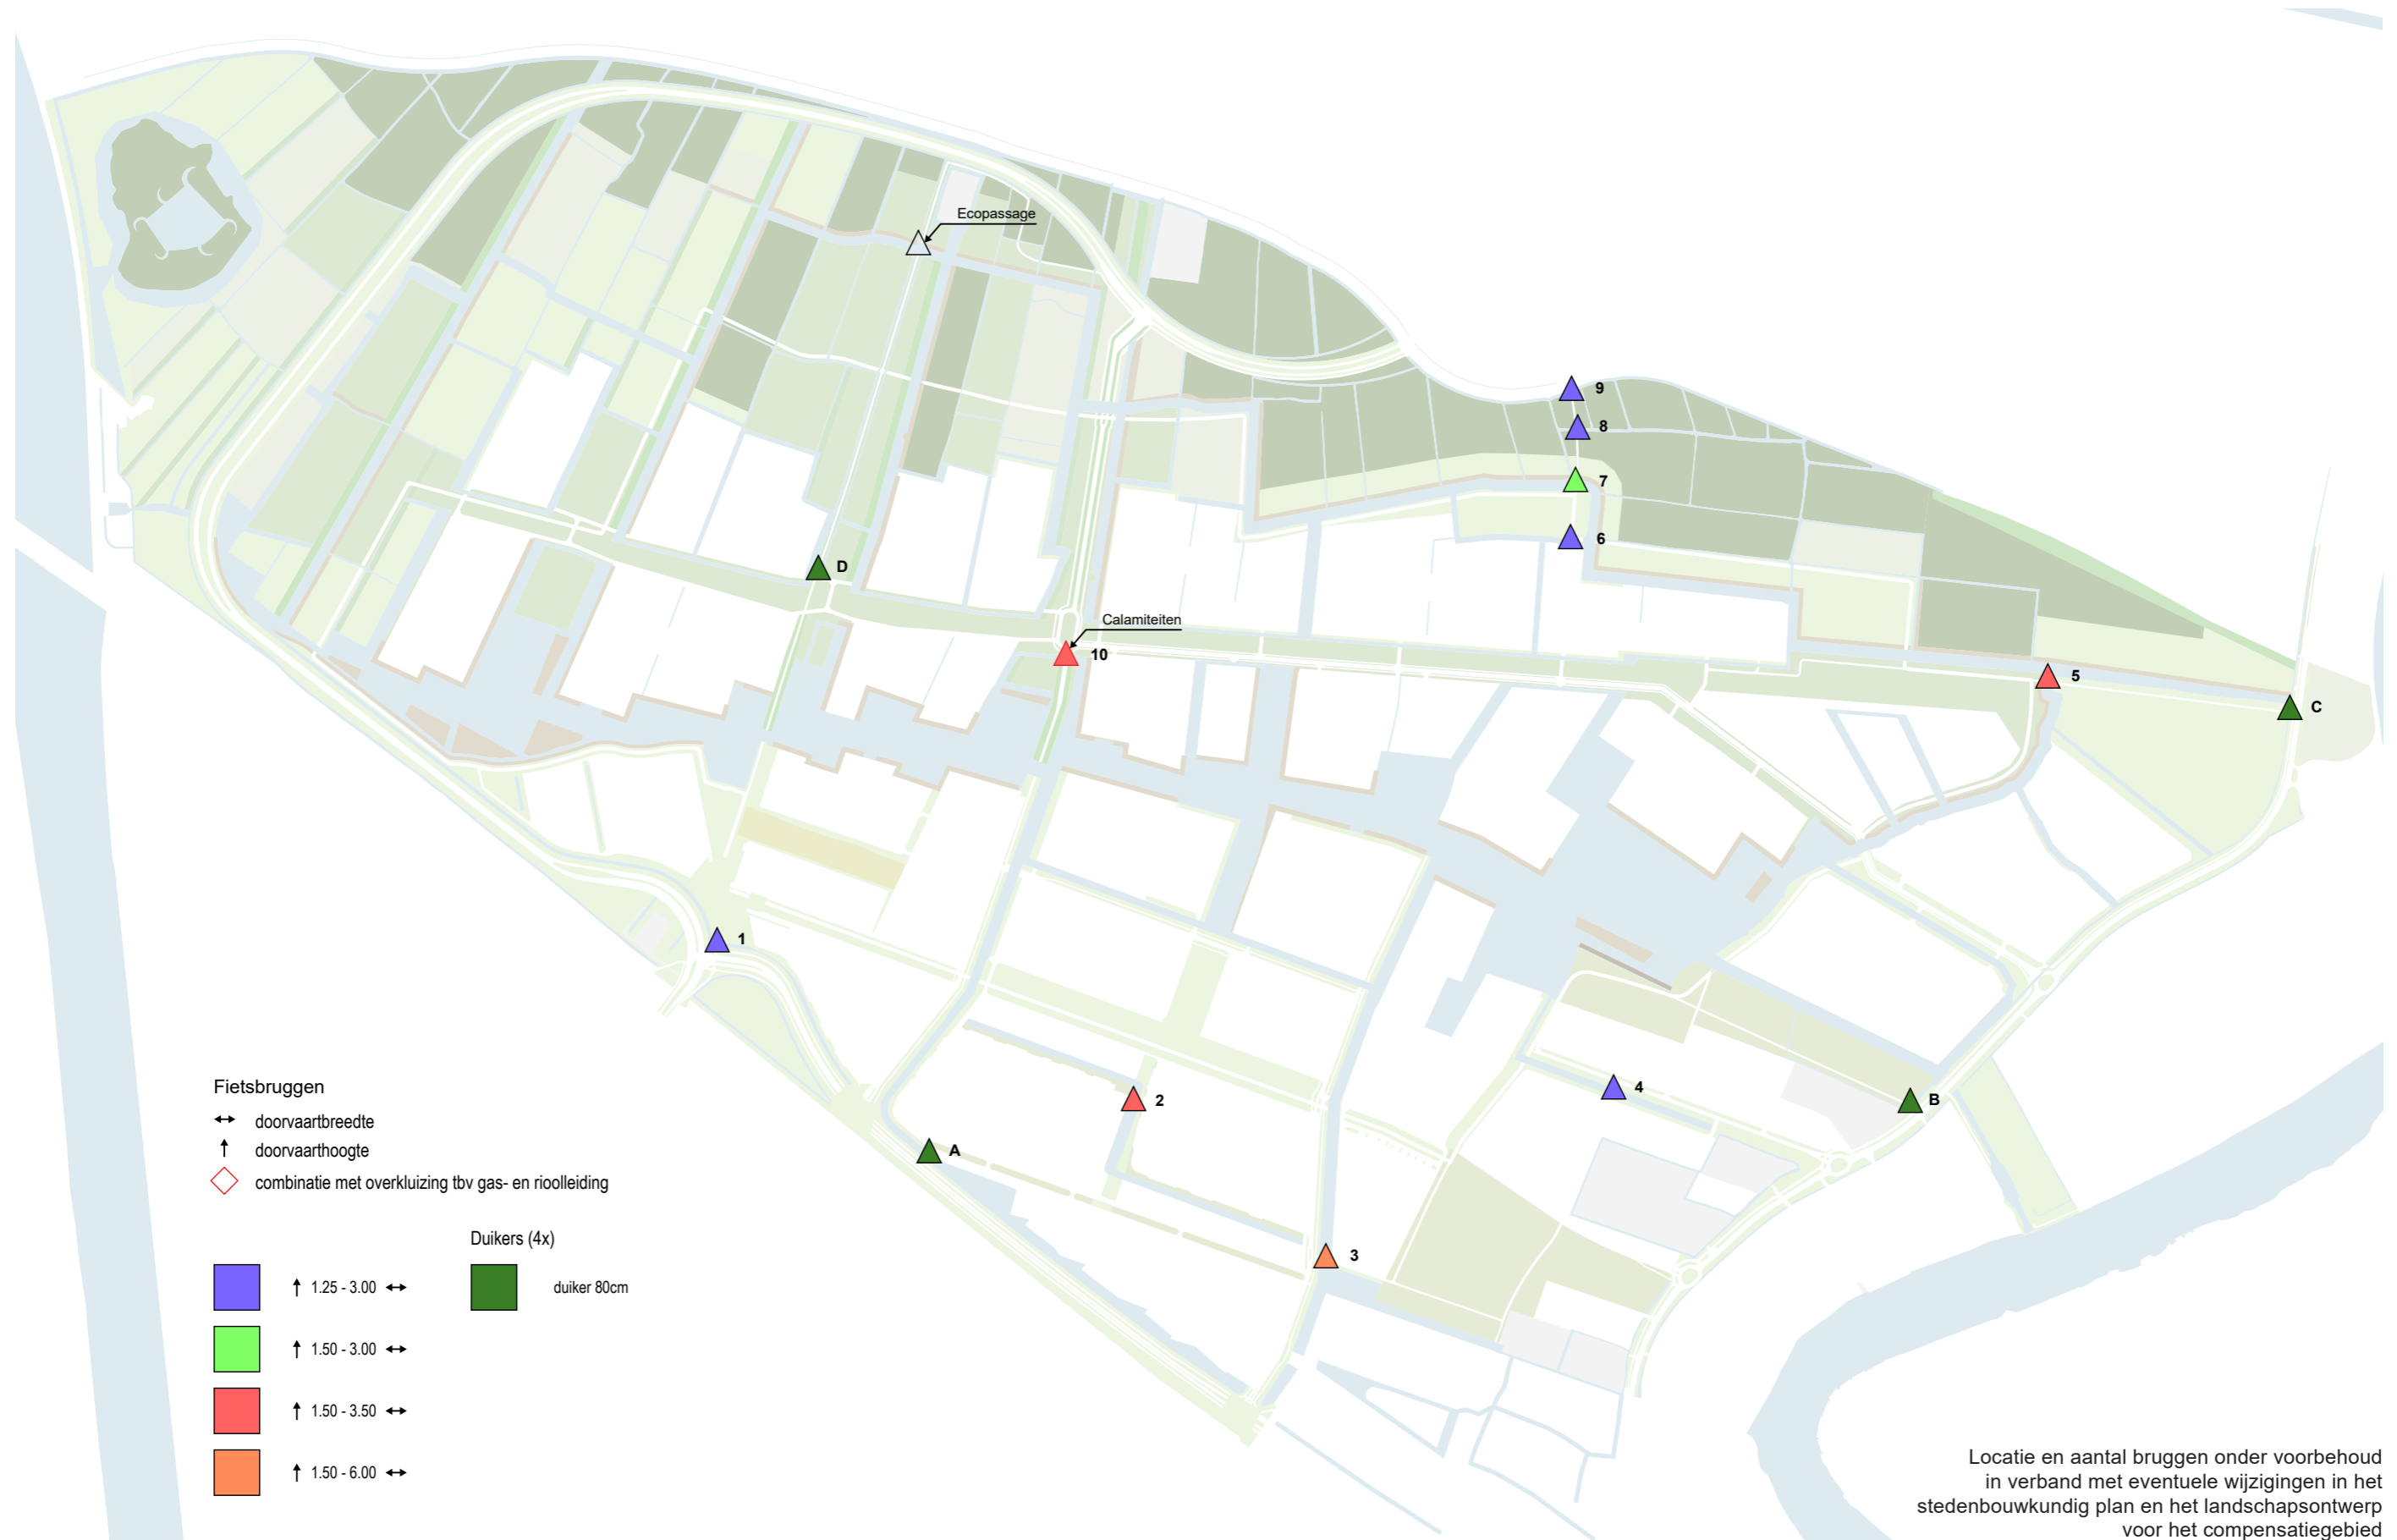 Ecopassage
9
8
7
6
D
Calamiteiten
10
5
C
1
4
2
B
A
3
Fietsbruggen
doorvaartbreedte
doorvaarthoogte
combinatie met overkluizing tbv gas- en rioolleiding
Duikers (4x)
1.25 - 3.00
duiker 80cm
1.50 - 3.00
1.50 - 3.50
1.50 - 6.00
Locatie en aantal bruggen onder voorbehoud
in verband met eventuele wijzigingen in het
stedenbouwkundig plan en het landschapsontwerp
voor het compensatiegebied